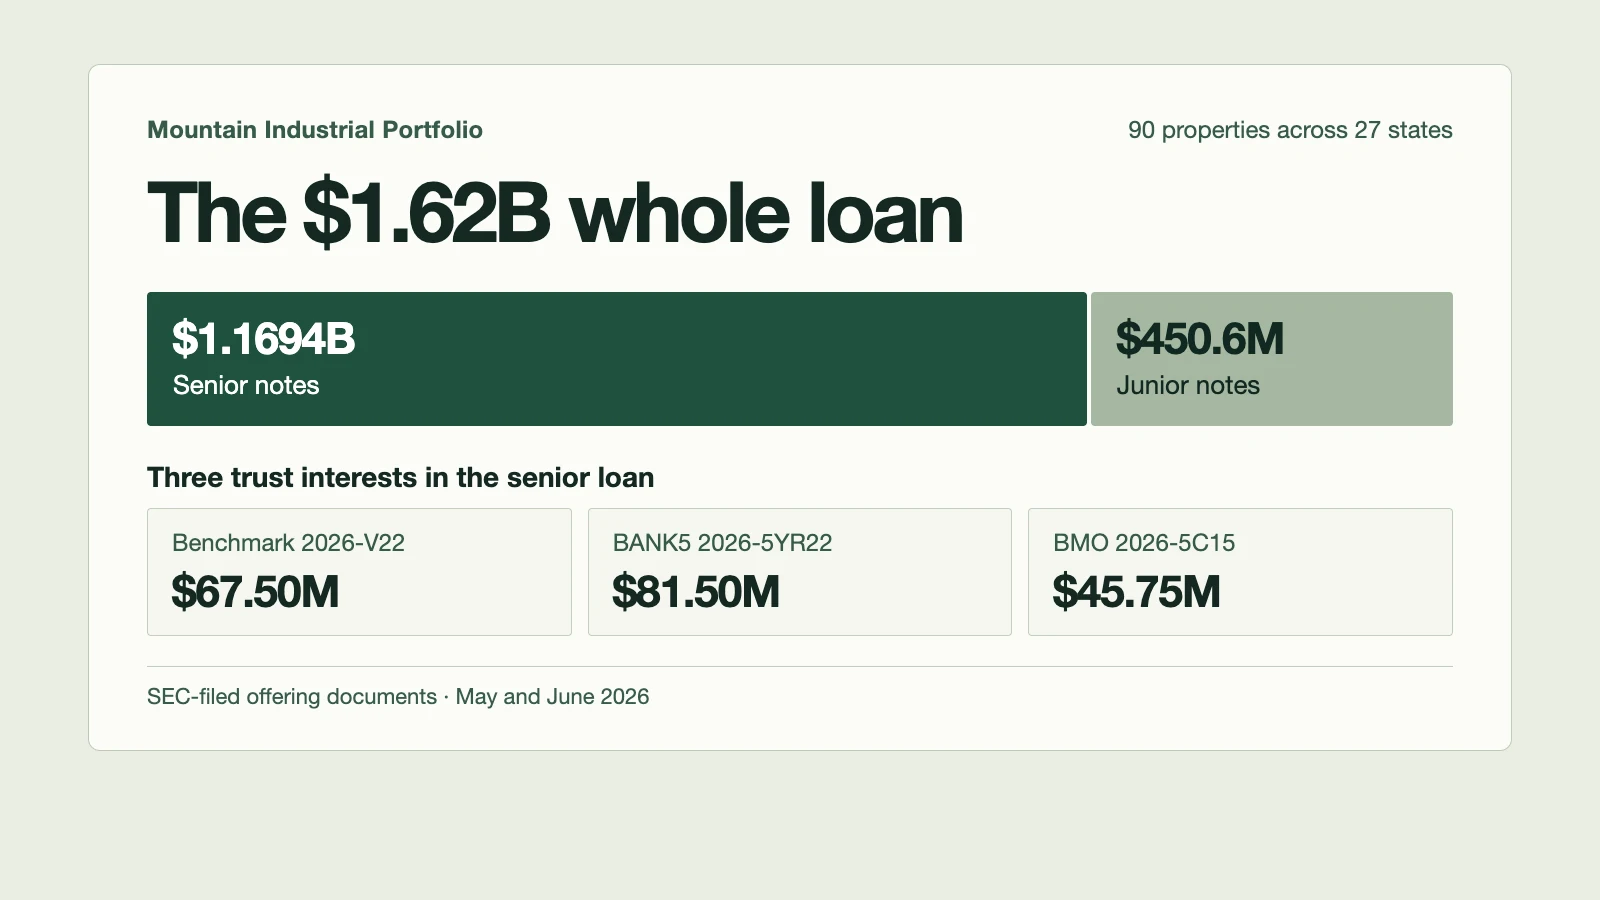 Mountain Industrial Portfolio
90 properties across 27 states
The $1.62B whole loan
$1.1694B
Senior notes
$450.6M
Junior notes
Three trust interests in the senior loan
Benchmark 2026-V22
$67.50M
BANK5 2026-5YR22
$81.50M
BMO 2026-5C15
$45.75M
SEC-filed offering documents · May and June 2026